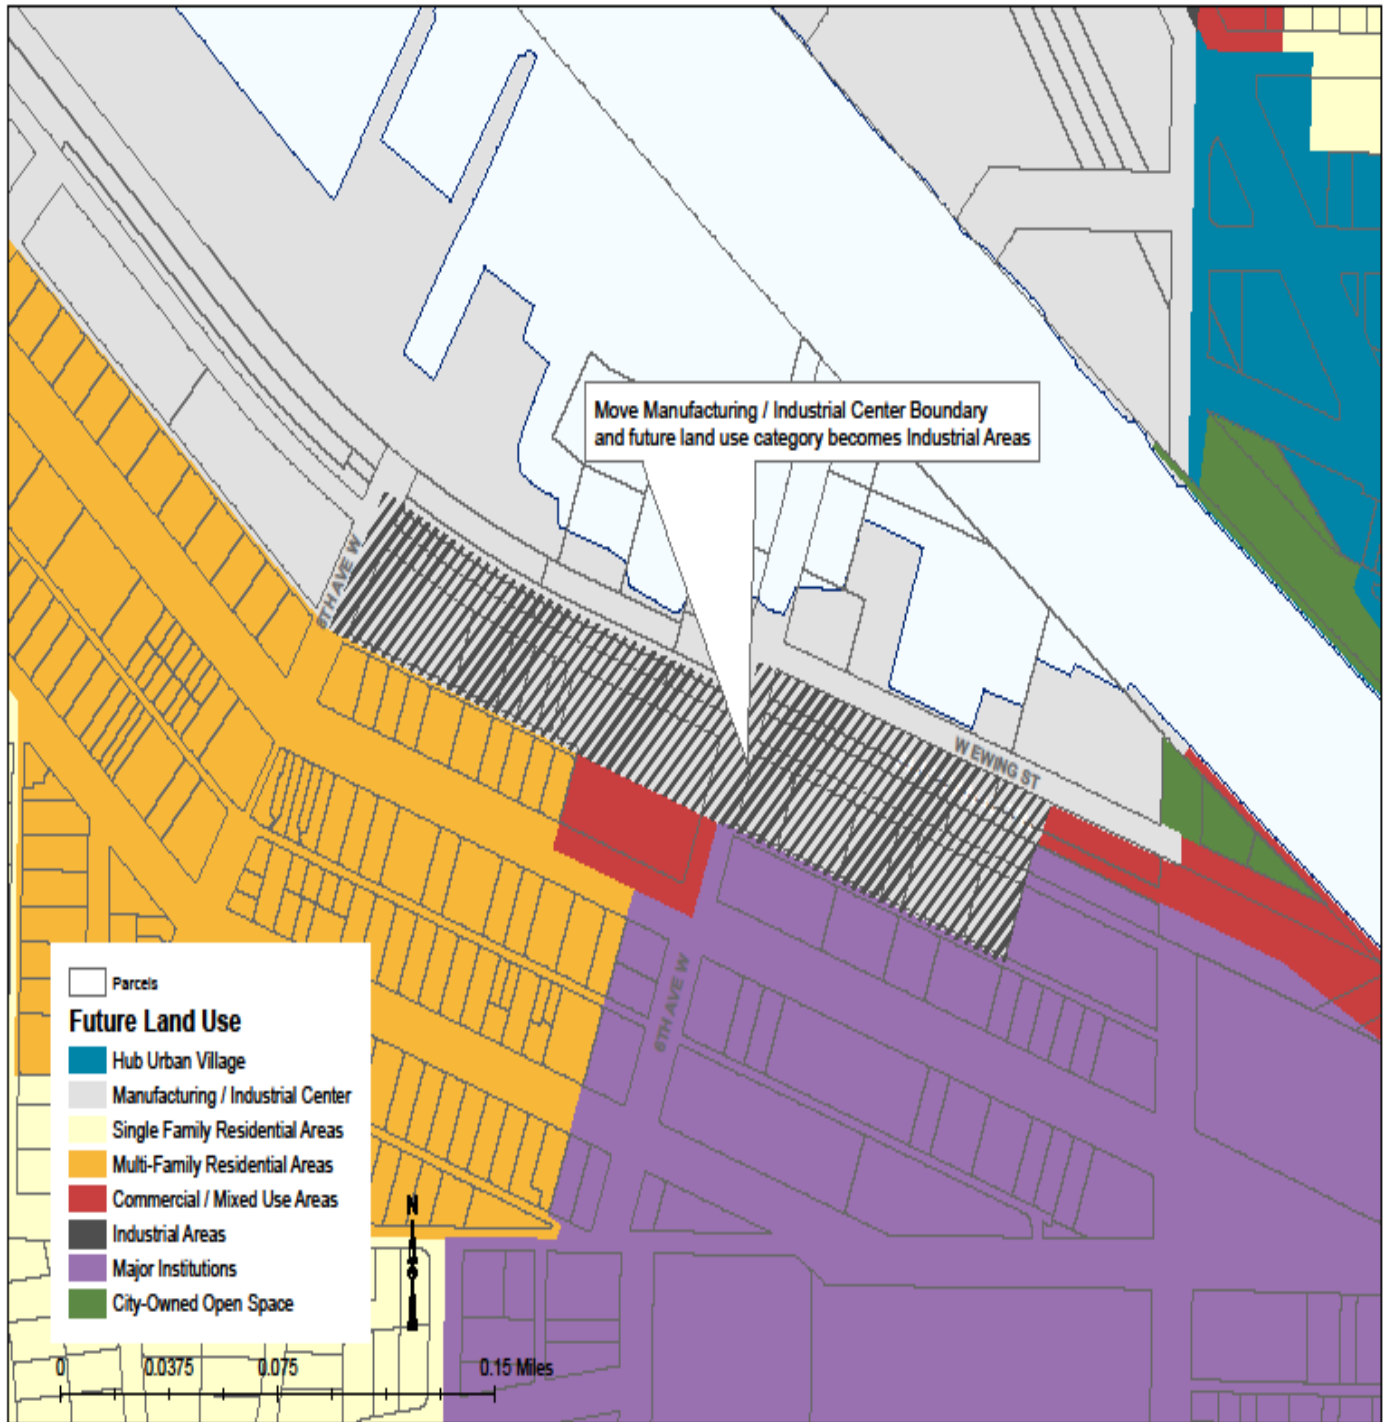 Move Manufacturing / Industrial Center Boundary
and future land use category becomes Industrial Areas
AVE W
W EWING ST
6TH AVE W
Parcels
Future Land Use
Hub Urban Village
Manufacturing / Industrial Center
Single Family Residential Areas
Multi-Family Residential Areas
Commercial / Mixed Use Areas
Industrial Areas
Major Institutions
City-Owned Open Space
N
0 0.0375 0.075 0.15 Miles